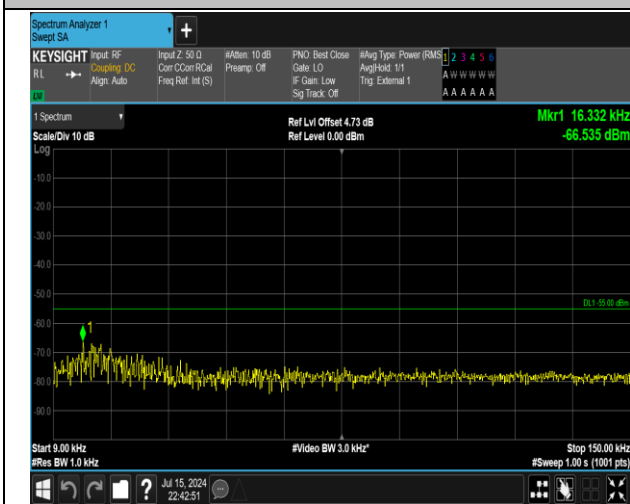 Spectrum Analyzer 1
Swept SA
+
KEYSIGHT
RL
Input: RF
Coupling: DC
Align: Auto
Input Z: 50 Ω
Corr CCorr RCal
Freq Ref: Int (S)
#Atten: 10 dB
Preamp: Off
PNO: Best Close
Gate: LO
IF Gain: Low
Sig Track: Off
#Avg Type: Power (RMS
Avg|Hold: 1/1
Trig: External 1
1 2 3 4 5 6
A W W W W W
A A A A A A
1 Spectrum
Scale/Div 10 dB
Log
Ref Lvl Offset 4.73 dB
Ref Level 0.00 dBm
Mkr1 16.332 kHz
-66.535 dBm
-10.0
-20.0
-30.0
-40.0
-50.0
DL1 -55.00 dBm
-60.0
1
-70.0
-80.0
-90.0
Start 9.00 kHz
#Video BW 3.0 kHz*
Stop 150.00 kHz
#Res BW 1.0 kHz
#Sweep 1.00 s (1001 pts)
?
Jul 15, 2024
22:42:51